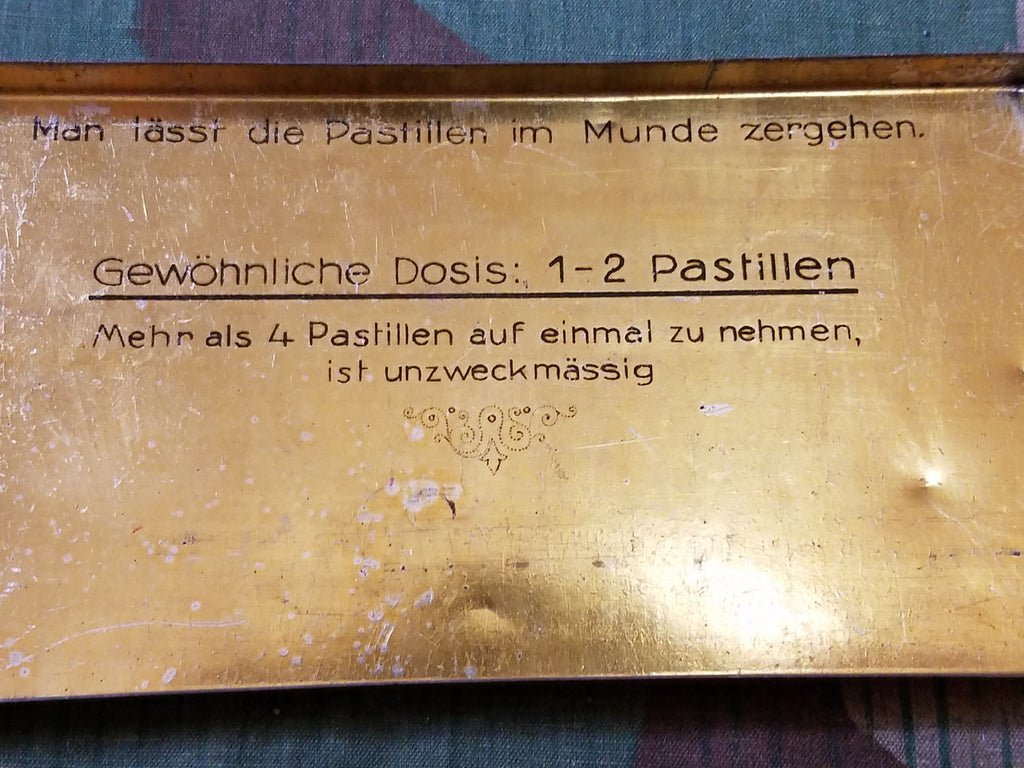 Man lässt die Pastillen im Munde zergehen.
Gewöhnliche Dosis: 1-2 Pastillen
Mehr als 4 Pastillen auf einmal zu nehmen,
ist unzweckmässig